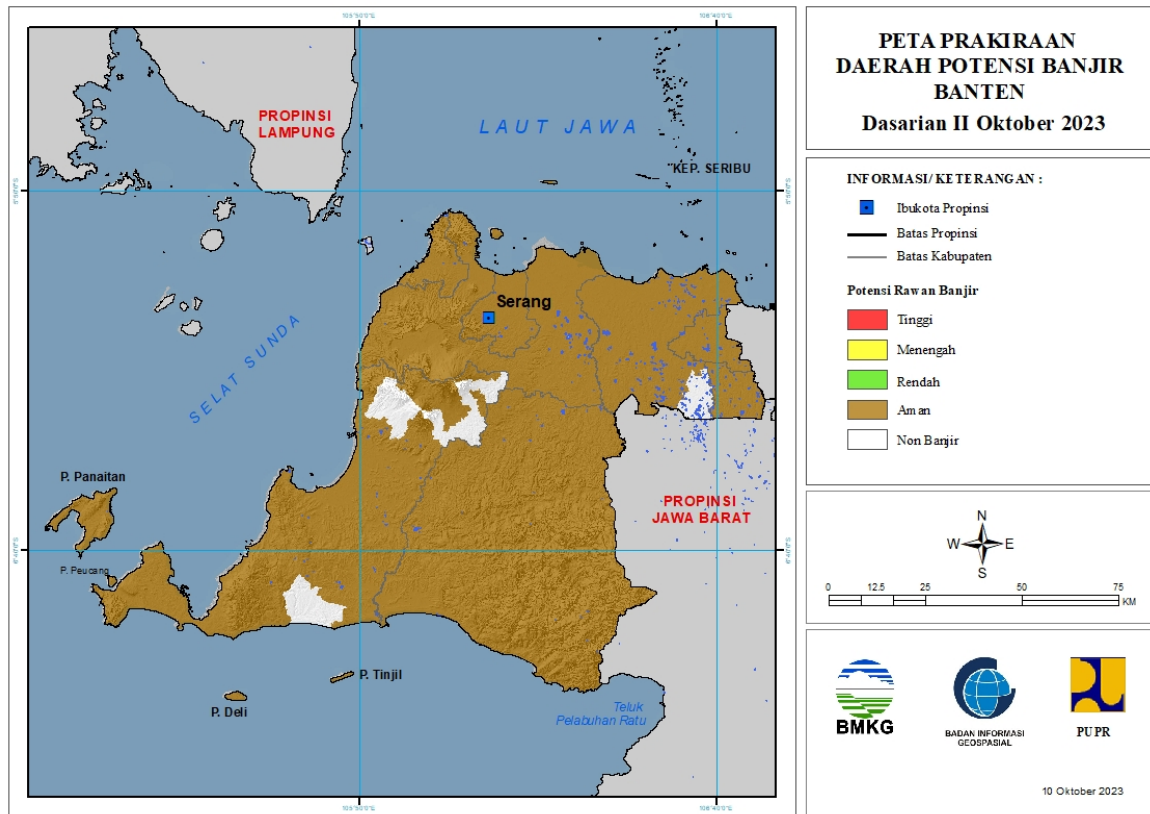 PETA PRAKIRAAN
DAERAH POTENSI BANJIR
BANTEN
Dasarian II Oktober 2023
INFORMASI/ KETERANGAN :
Ibukota Propinsi
Batas Propinsi
Batas Kabupaten
Potensi Rawan Banjir
Tinggi
Menengah
Rendah
Aman
Non Banjir
N
W
E
S
0
12.5
25
50
75
KM
BMKG
BADAN INFORMASI
GEOSPASIAL
PUPR
10 Oktober 2023
PROPINSI
LAMPUNG
LAUT JAWA
KEP. SERIBU
Serang
SELAT SUNDA
P. Panaitan
P. Peucang
PROPINSI
JAWA BARAT
P. Tinjil
P. Deli
Teluk
Pelabuhan Ratu